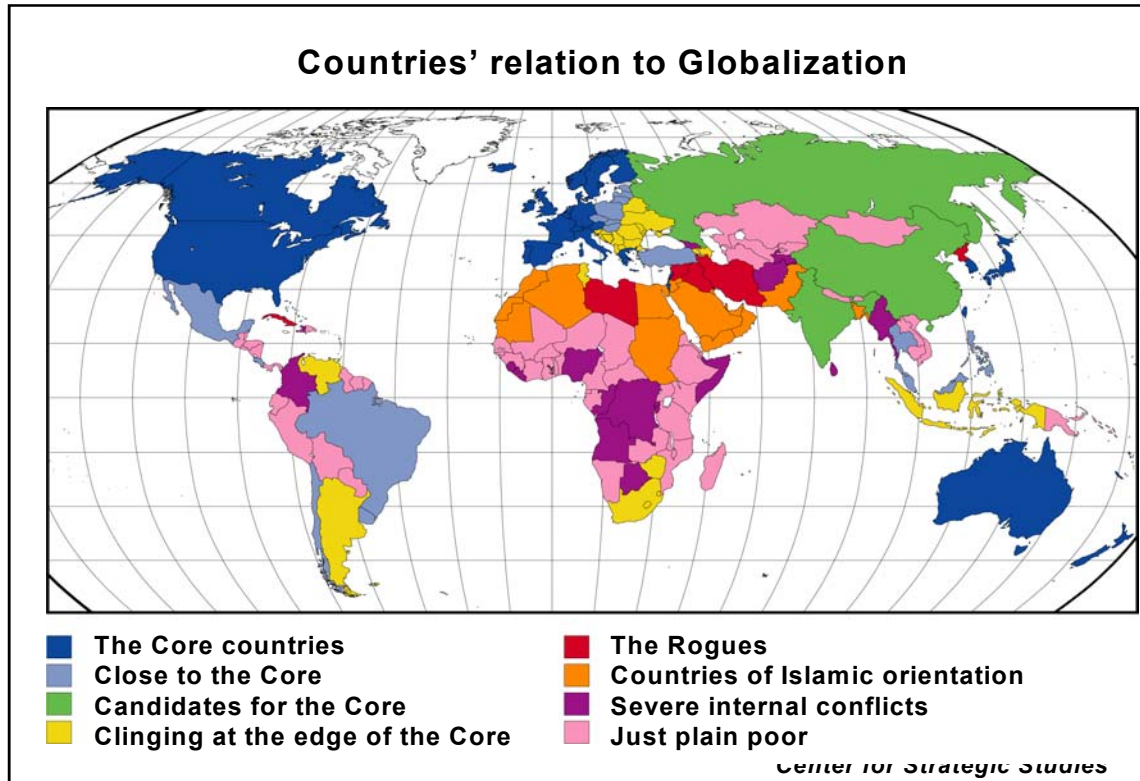 Countries' relation to Globalization
The Core countries
Close to the Core
Candidates for the Core
Clinging at the edge of the Core
The Rogues
Countries of Islamic orientation
Severe internal conflicts
Just plain poor
Center for Strategic Studies